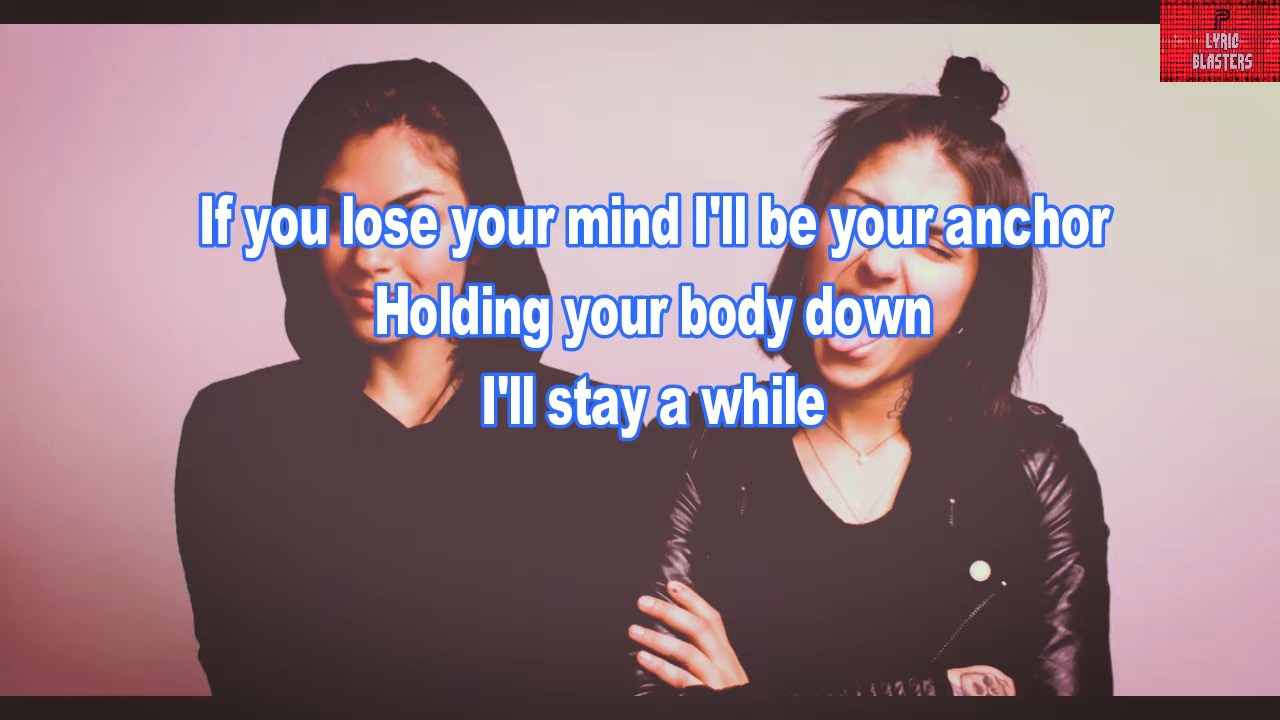 LYRIC
BLASTERS
If you lose your mind I'll be your anchor
Holding your body down
I'll stay a while